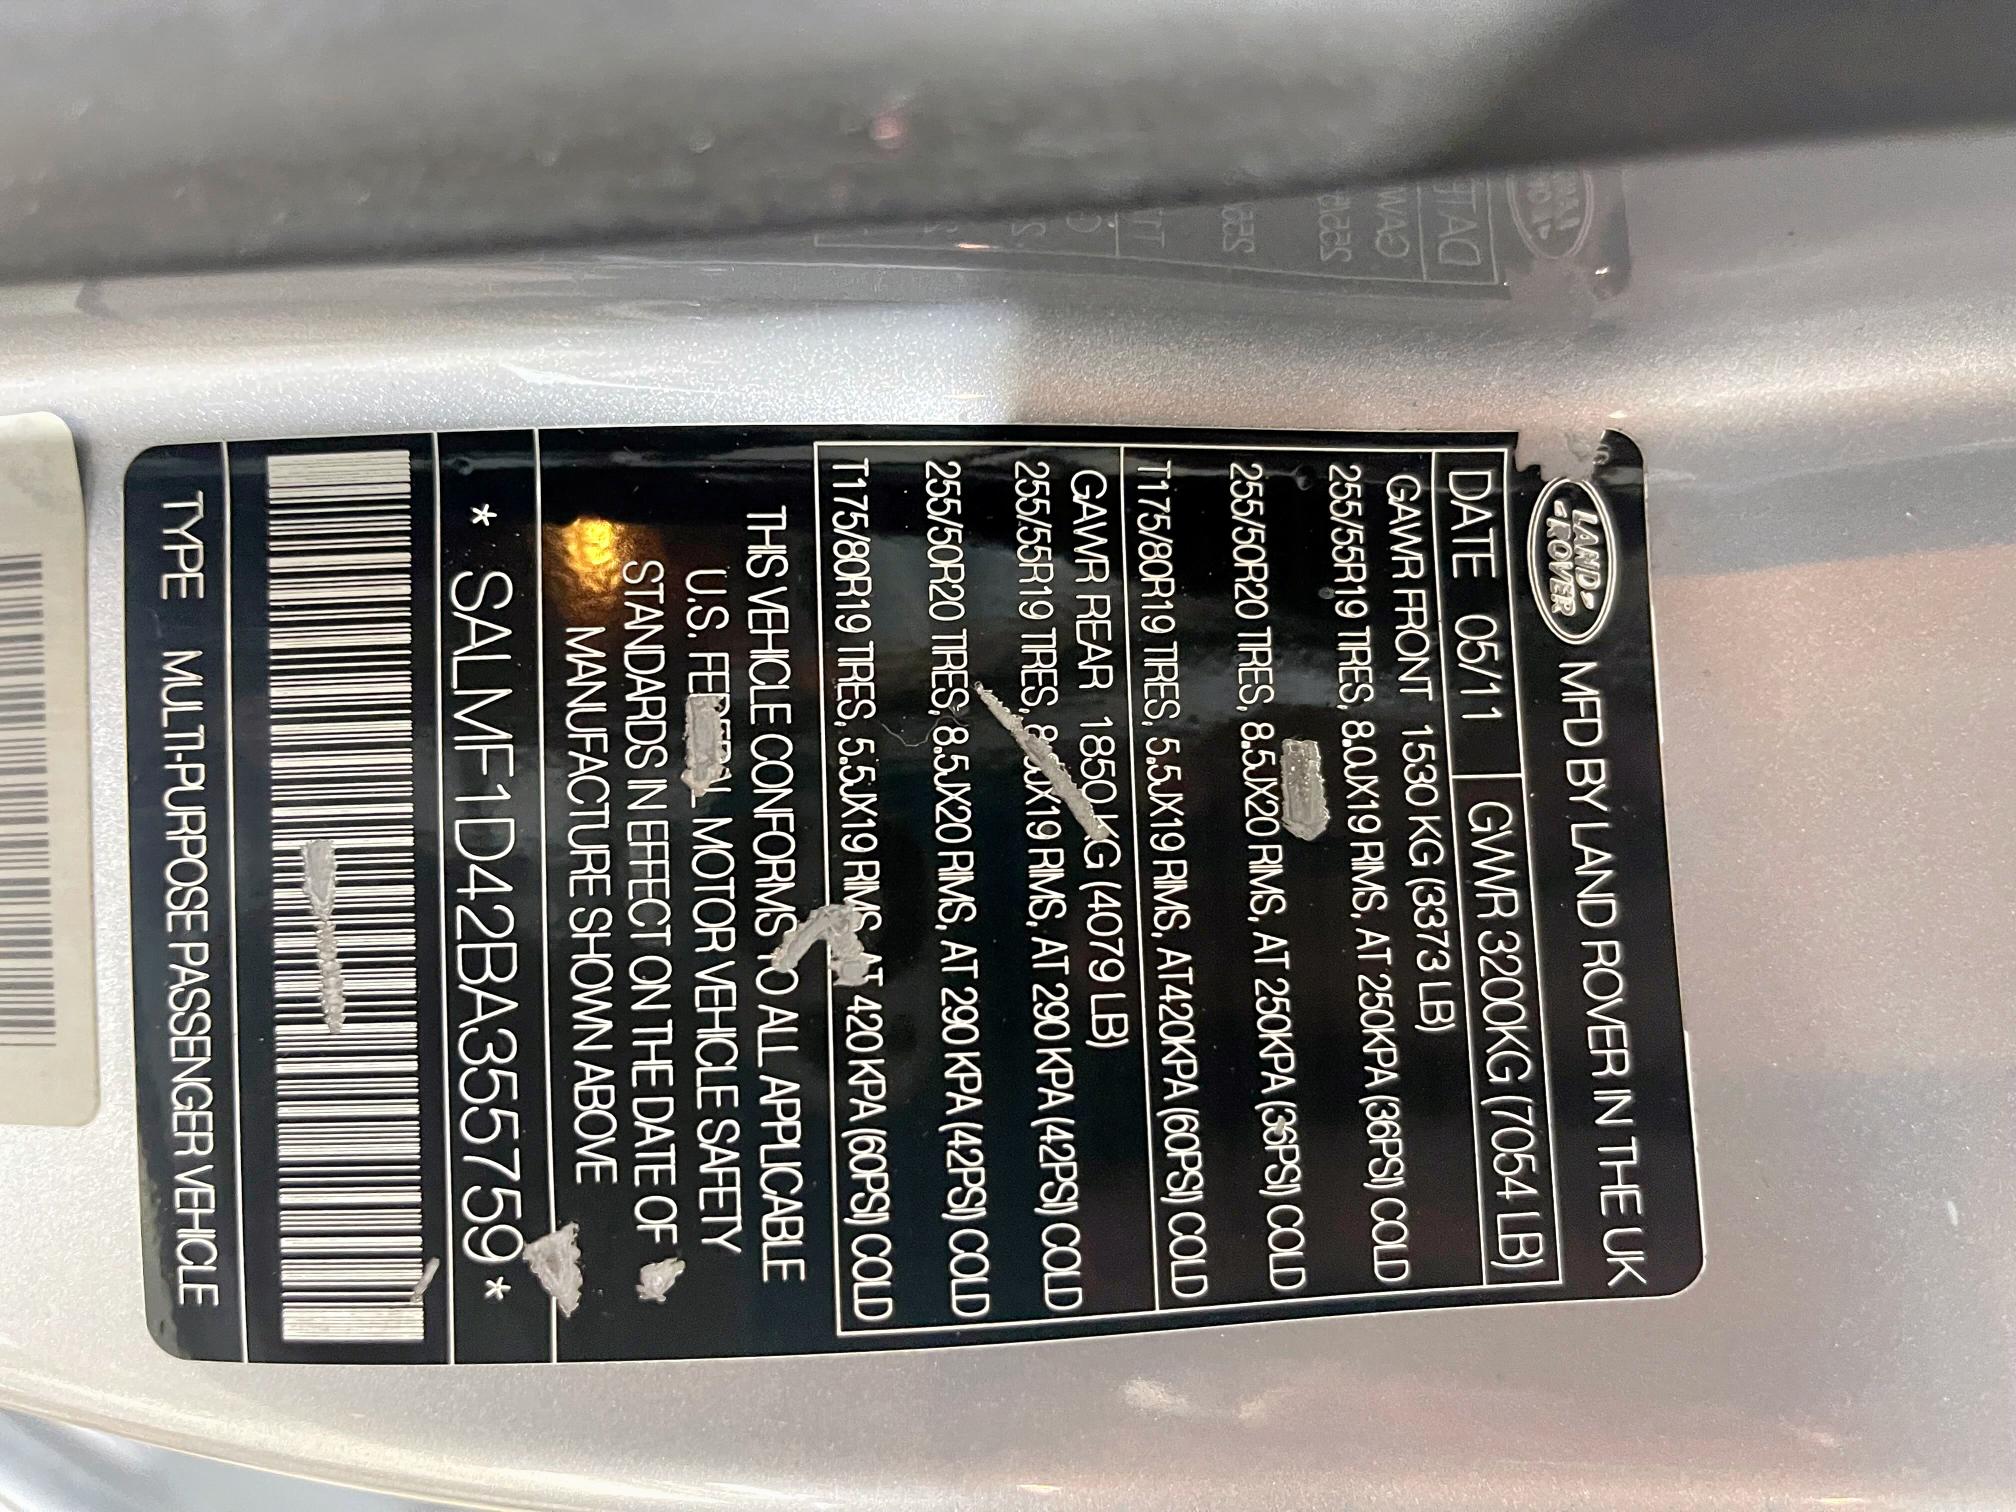 LAND ROVER
MFD BY LAND ROVER IN THE UK
DATE 05/11 GWWR 3200KG (7054 LB)
GAWR FRONT 1530 KG (3373 LB)
255/55R19 TIRES, 8.0JX19 RIMS, AT 250KPA (36PSI) COLD
255/50R20 TIRES, 8.5JX20 RIMS, AT 250KPA (36PSI) COLD
T175/80R19 TIRES, 5.5JX19 RIMS, AT 420KPA (60PSI) COLD
GAWR REAR 1850 KG (4079 LB)
255/55R19 TIRES, 8.0JX19 RIMS, AT 290 KPA (42PSI) COLD
255/50R20 TIRES, 8.5JX20 RIMS, AT 290 KPA (42PSI) COLD
T175/80R19 TIRES, 5.5JX19 RIMS, AT 420 KPA (60PSI) COLD
THIS VEHICLE CONFORMS TO ALL APPLICABLE
U.S. FEDERAL MOTOR VEHICLE SAFETY
STANDARDS IN EFFECT ON THE DATE OF
MANUFACTURE SHOWN ABOVE
* SALMF1D42BA355759 *
TYPE MULTI-PURPOSE PASSENGER VEHICLE